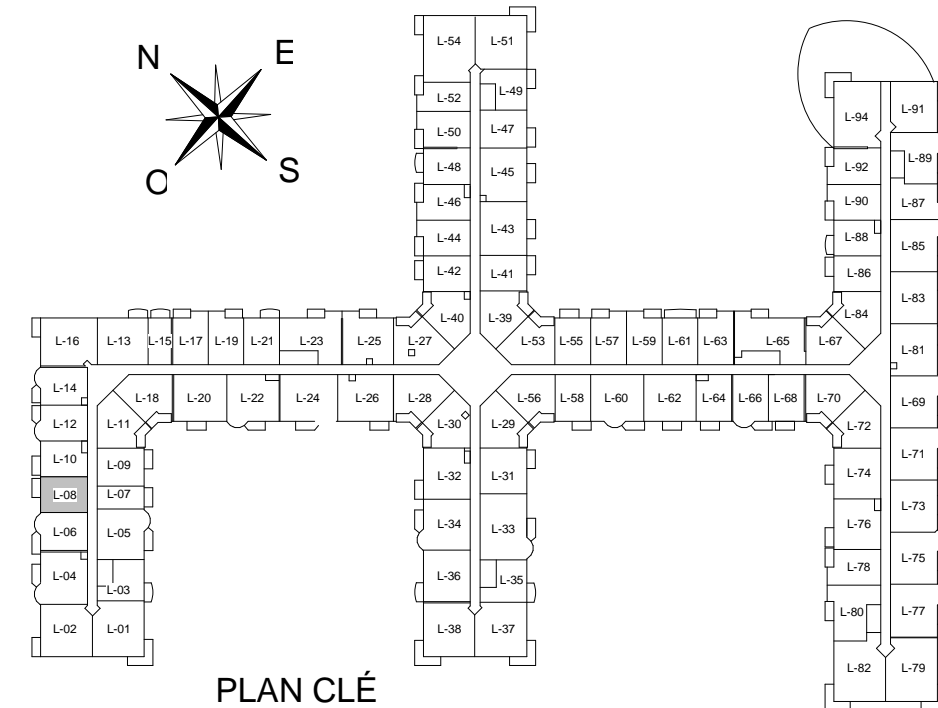 N E
O S
L-54 L-51
L-52 L-49
L-50 L-47
L-48 L-45
L-46 L-43
L-44
L-42 L-41
L-40 L-39
L-94 L-91
L-92 L-89
L-90 L-87
L-88 L-85
L-86
L-84 L-83
L-16 L-13 L-15 L-17 L-19 L-21 L-23 L-25 L-27
L-53 L-55 L-57 L-59 L-61 L-63 L-65 L-67 L-81
L-14 L-18 L-20 L-22 L-24 L-26 L-28
L-56 L-58 L-60 L-62 L-64 L-66 L-68 L-70 L-69
L-12 L-11 L-30 L-29 L-72
L-10 L-09 L-32 L-31 L-74 L-71
L-08 L-07
L-06 L-05 L-34 L-33 L-76 L-73
L-04 L-03 L-36 L-35 L-78 L-75
L-80 L-77
L-02 L-01 L-38 L-37
L-82 L-79
PLAN CLÉ